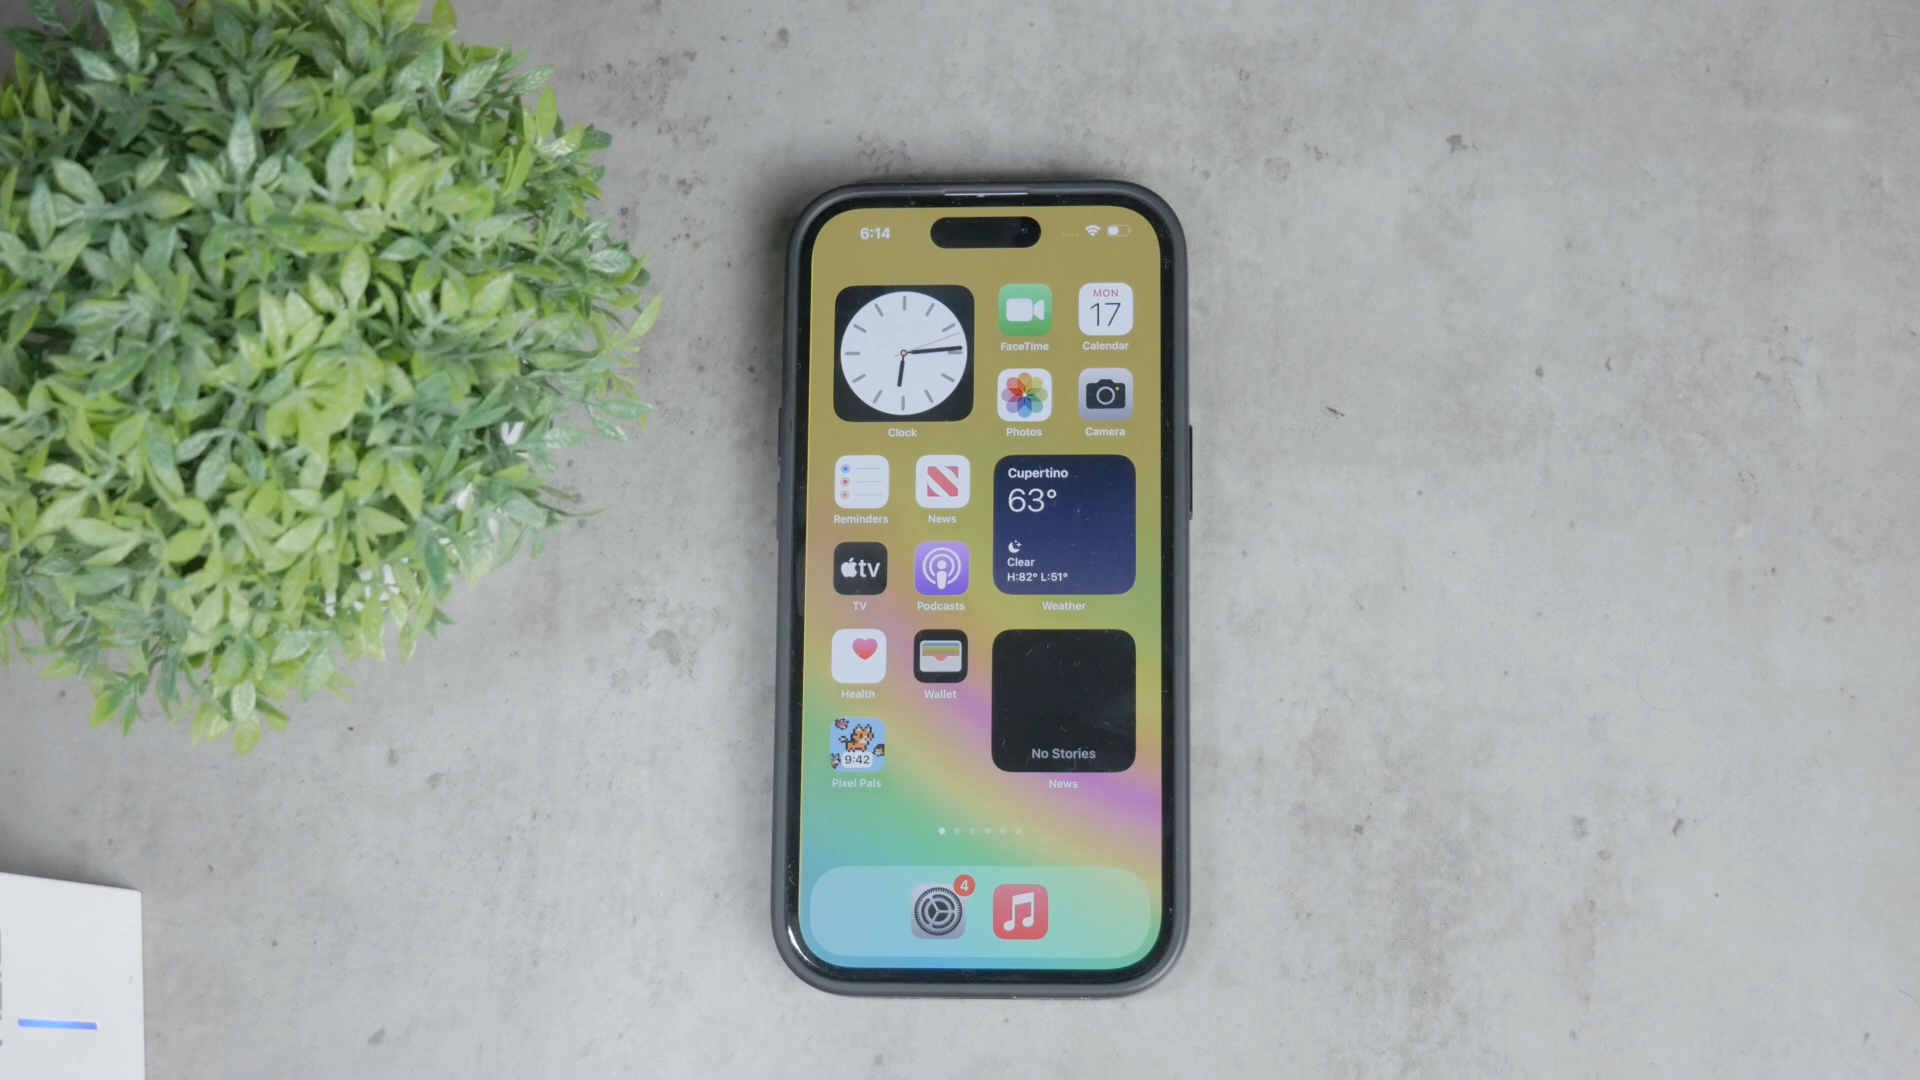 6:14
MON
17
FaceTime
Calendar
Clock
Photos
Camera
Cupertino
63°
Clear
H:82° L:51°
Reminders
News
tv
TV
Podcasts
Weather
Health
Wallet
No Stories
News
9:42
Pixel Pals
4